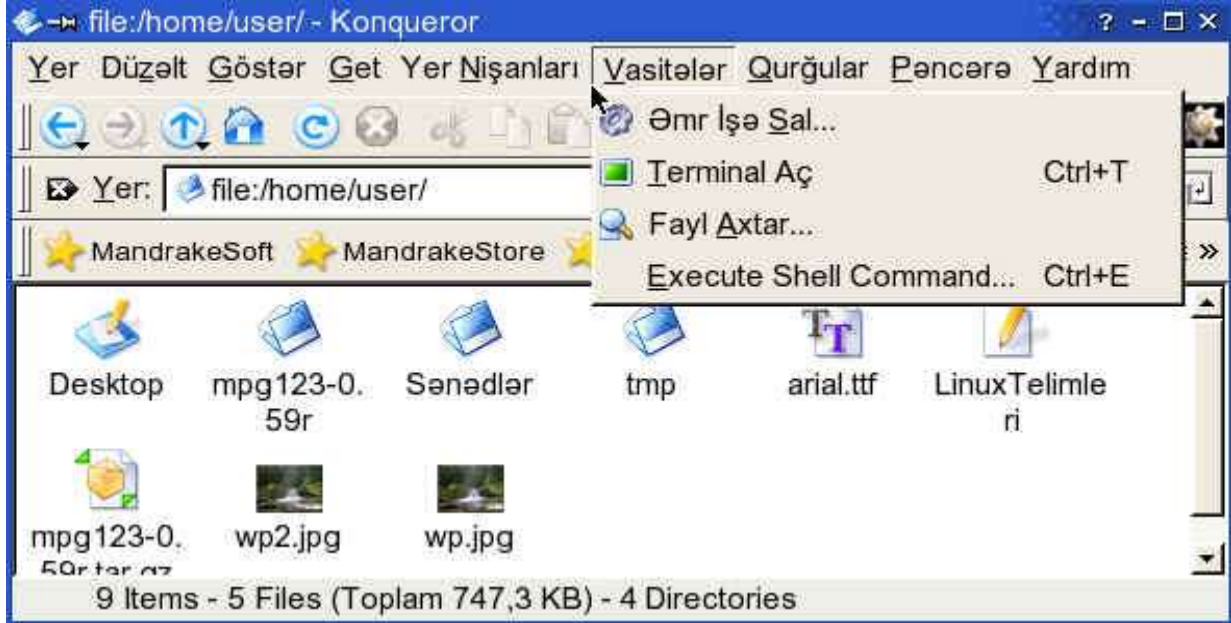 file:/home/user/ - Konqueror
Yer Düzəlt Göstər Get Yer Nişanları Vasitələr Qurğular Pəncərə Yardım
Əmr İşə Sal...
Terminal Aç Ctrl+T
Fayl Axtar...
Execute Shell Command... Ctrl+E
Yer: file:/home/user/
MandrakeSoft MandrakeStore
Desktop
mpg123-0.
59r
Sənədlər
tmp
arial.ttf
LinuxTelimle
ri
mpg123-0.
59r.tar.gz
wp2.jpg
wp.jpg
9 Items - 5 Files (Toplam 747,3 KB) - 4 Directories